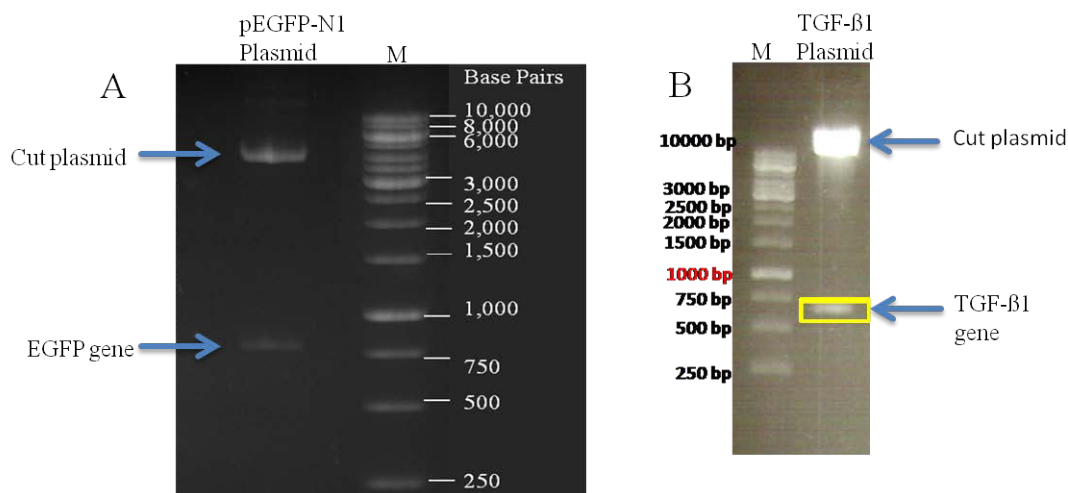 pEGFP-N1
Plasmid
M
A
Base Pairs
10,000
8,000
6,000
Cut plasmid
3,000
2,500
2,000
1,500
1,000
EGFP gene
750
500
250
TGF-ß1
M Plasmid
B
10000 bp
Cut plasmid
3000 bp
2500 bp
2000 bp
1500 bp
1000 bp
750 bp
TGF-ß1
gene
500 bp
250 bp